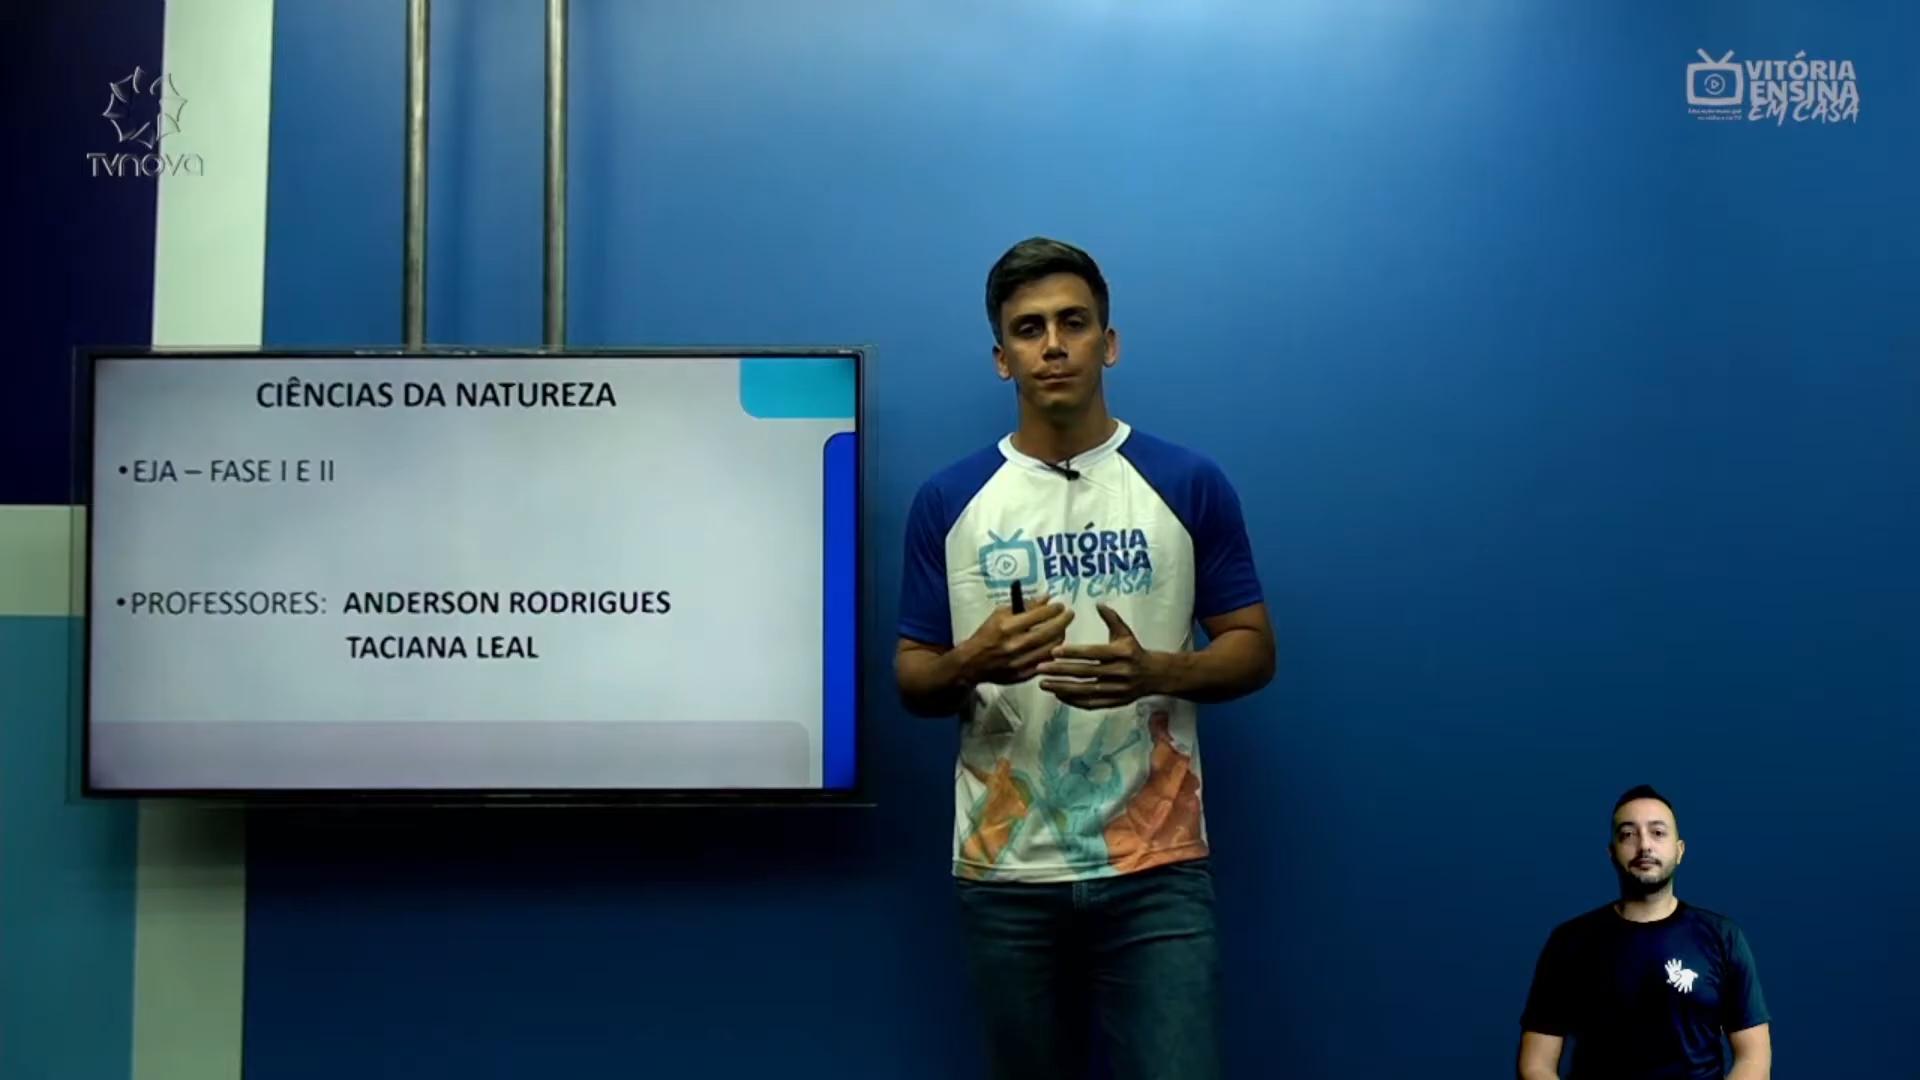 TVNOVA
VITÓRIA
ENSINA
EM CASA
CIÊNCIAS DA NATUREZA
•EJA – FASE I E II
•PROFESSORES: ANDERSON RODRIGUES
TACIANA LEAL
VITÓRIA
ENSINA
EM CASA